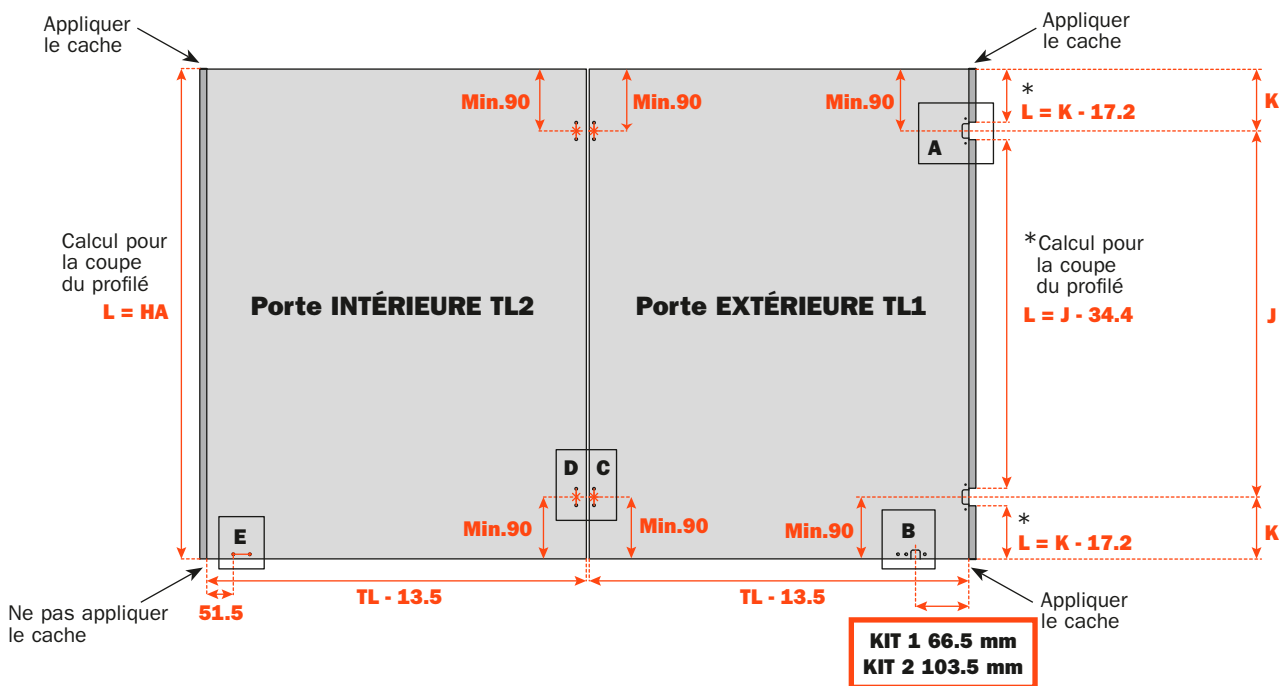 Appliquer
le cache
Appliquer
le cache
Min.90
Min.90
Min.90
*
L = K - 17.2
K
A
Calcul pour
la coupe
du profilé
L = HA
Porte INTÉRIEURE TL2
Porte EXTÉRIEURE TL1
*Calcul pour
la coupe
du profilé
L = J - 34.4
J
D
C
Min.90
Min.90
Min.90
E
B
*
L = K - 17.2
K
Ne pas appliquer
le cache
51.5
TL - 13.5
TL - 13.5
Appliquer
le cache
KIT 1 66.5 mm
KIT 2 103.5 mm